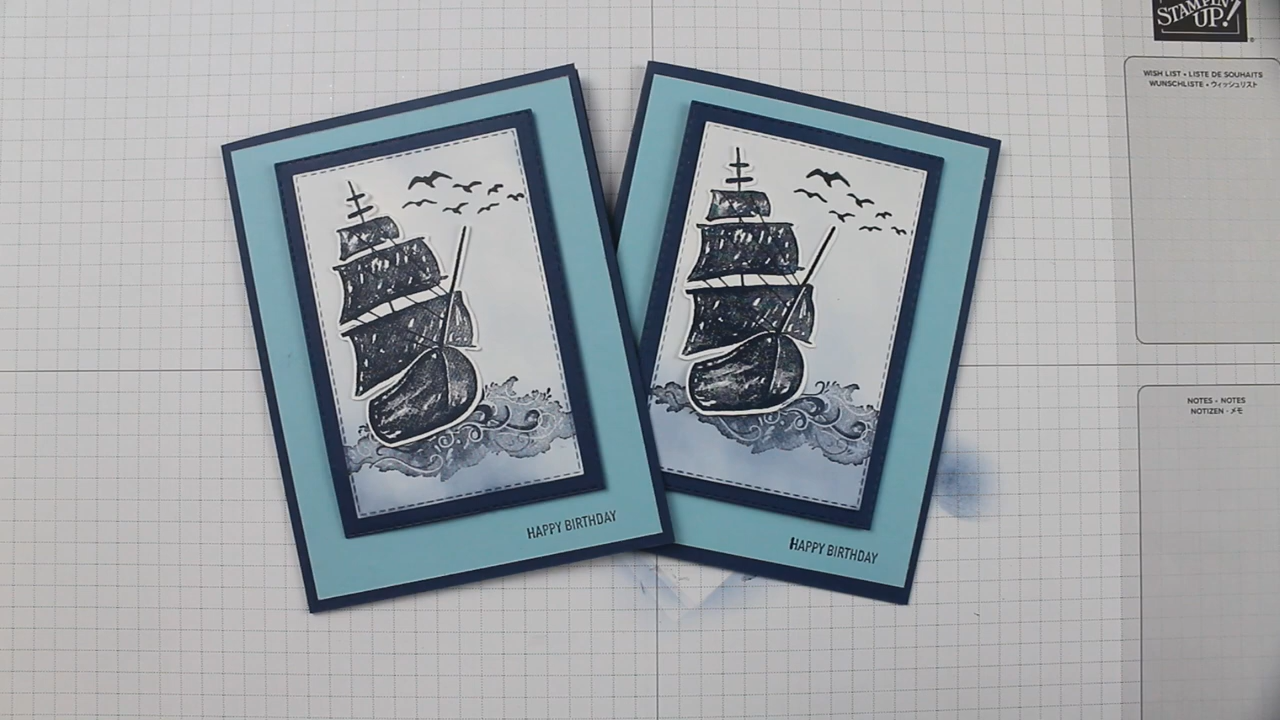 STAMPIN' UP!
WISH LIST • LISTE DE SOUHAITS
WUNSCHLISTE • ウィッシュリスト
NOTES • NOTES
NOTIZEN • メモ
HAPPY BIRTHDAY
HAPPY BIRTHDAY